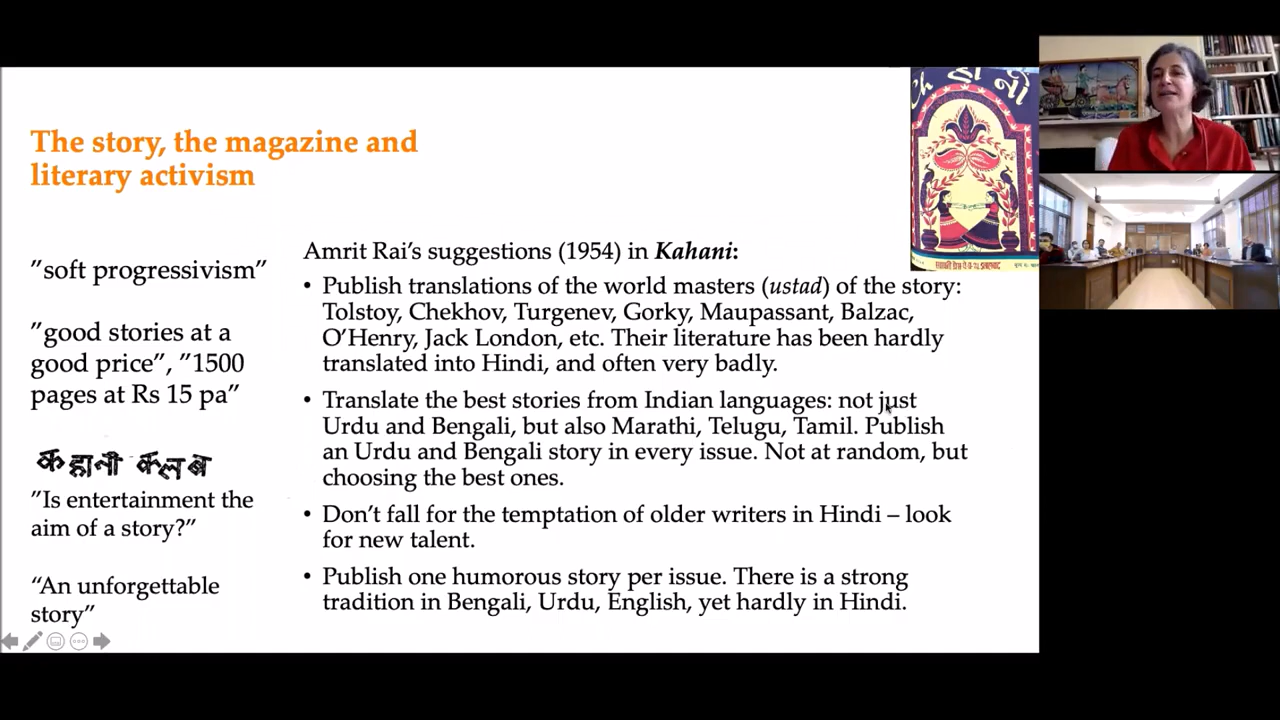 The story, the magazine and
literary activism
”soft progressivism”
”good stories at a
good price”, ”1500
pages at Rs 15 pa”
कहानी क्लब
”Is entertainment the
aim of a story?”
“An unforgettable
story”
Amrit Rai’s suggestions (1954) in Kahani:
• Publish translations of the world masters (ustad) of the story:
Tolstoy, Chekhov, Turgenev, Gorky, Maupassant, Balzac,
O’Henry, Jack London, etc. Their literature has been hardly
translated into Hindi, and often very badly.
• Translate the best stories from Indian languages: not just
Urdu and Bengali, but also Marathi, Telugu, Tamil. Publish
an Urdu and Bengali story in every issue. Not at random, but
choosing the best ones.
• Don’t fall for the temptation of older writers in Hindi – look
for new talent.
• Publish one humorous story per issue. There is a strong
tradition in Bengali, Urdu, English, yet hardly in Hindi.